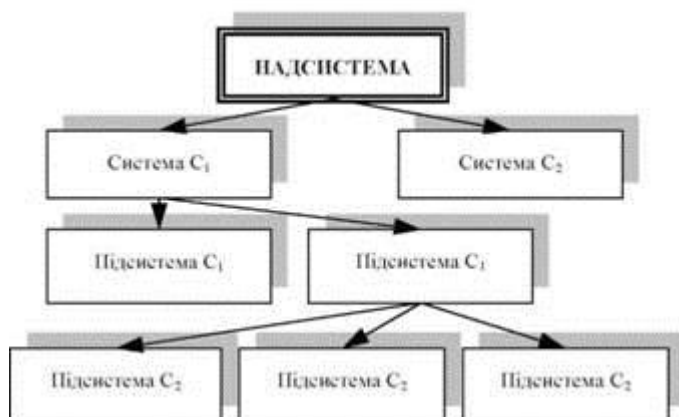 НАДСИСТЕМА
Система С₁
Система С₂
Підсистема С₁
Підсистема С₁
Підсистема С₂
Підсистема С₂
Підсистема С₂